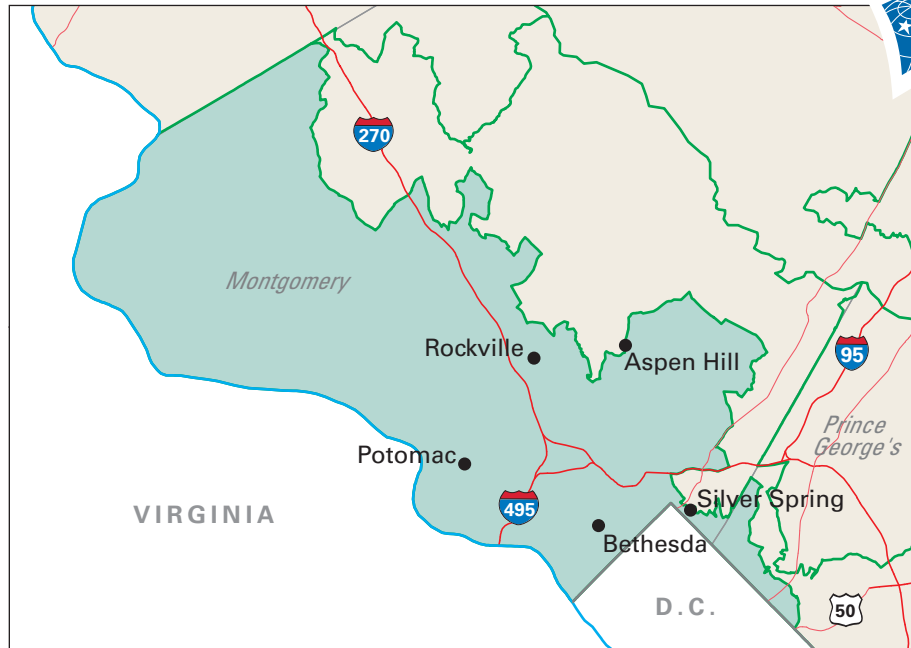 270
Montgomery
Rockville
Aspen Hill
95
Prince
George's
Potomac
VIRGINIA
495
Silver Spring
Bethesda
D.C.
50